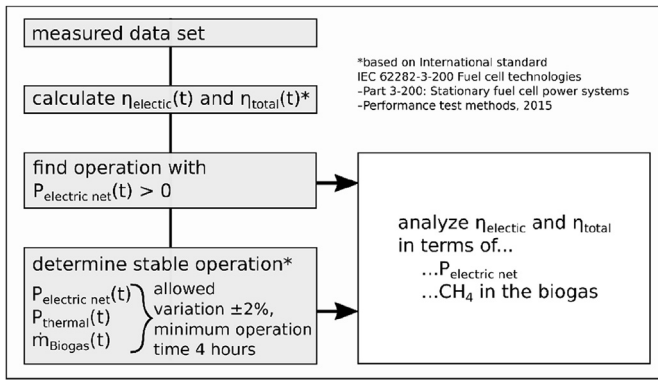 measured data set
calculate ηelectic(t) and ηtotal(t)*
find operation with
Pelectric net(t) > 0
determine stable operation*
Pelectric net(t)
Pthermal(t)
ṁBiogas(t)
allowed
variation ±2%,
minimum operation
time 4 hours
*based on International standard
IEC 62282-3-200 Fuel cell technologies
–Part 3-200: Stationary fuel cell power systems
–Performance test methods, 2015
analyze ηelectic and ηtotal
in terms of...
...Pelectric net
...CH4 in the biogas